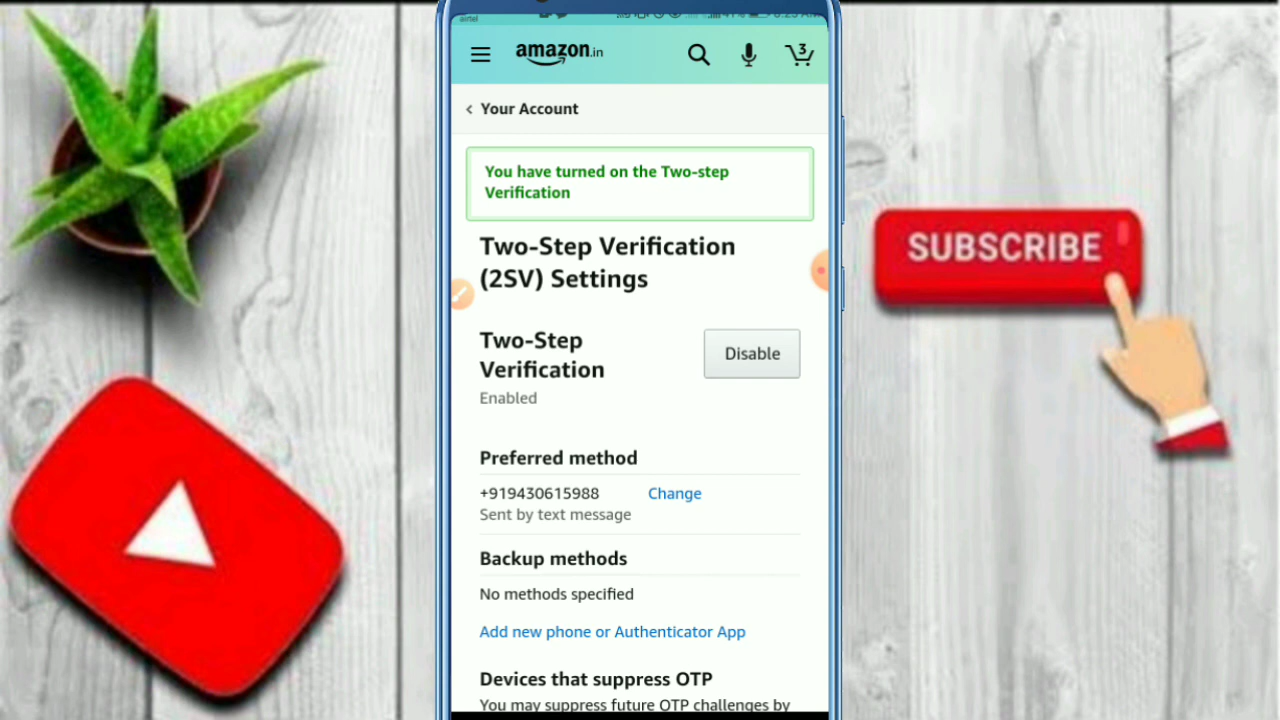 airtel
amazon.in
3
< Your Account
You have turned on the Two-step
Verification
Two-Step Verification
(2SV) Settings
Two-Step
Verification
Disable
Enabled
Preferred method
+919430615988 Change
Sent by text message
Backup methods
No methods specified
Add new phone or Authenticator App
Devices that suppress OTP
You may suppress future OTP challenges by
SUBSCRIBE